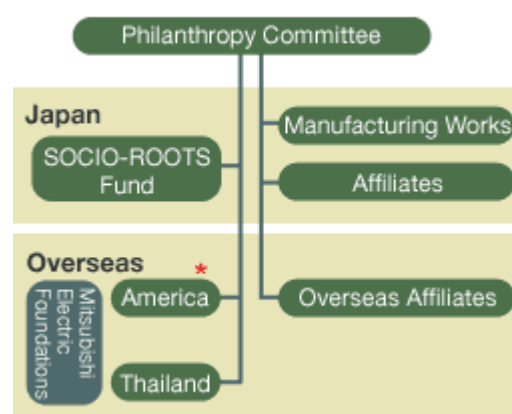 Philanthropy Committee
Japan
SOCIO-ROOTS
Fund
Manufacturing Works
Affiliates
Overseas
*
Mitsubishi
Electric
Foundations
America
Thailand
Overseas Affiliates